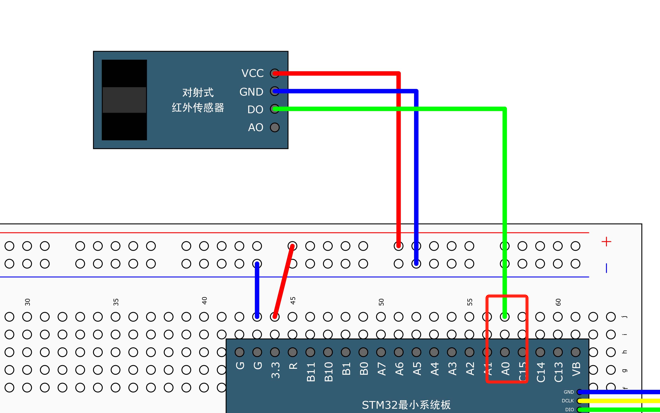 VCC
GND
DO
AO
对射式
红外传感器
+
−
30
35
40
45
50
55
60
j
i
h
f
G
G
3.3
R
B11
B10
B1
B0
A7
A6
A5
A4
A3
A2
A1
A0
C15
C14
C13
VB
STM32最小系统板
GND
DCLK
DIO